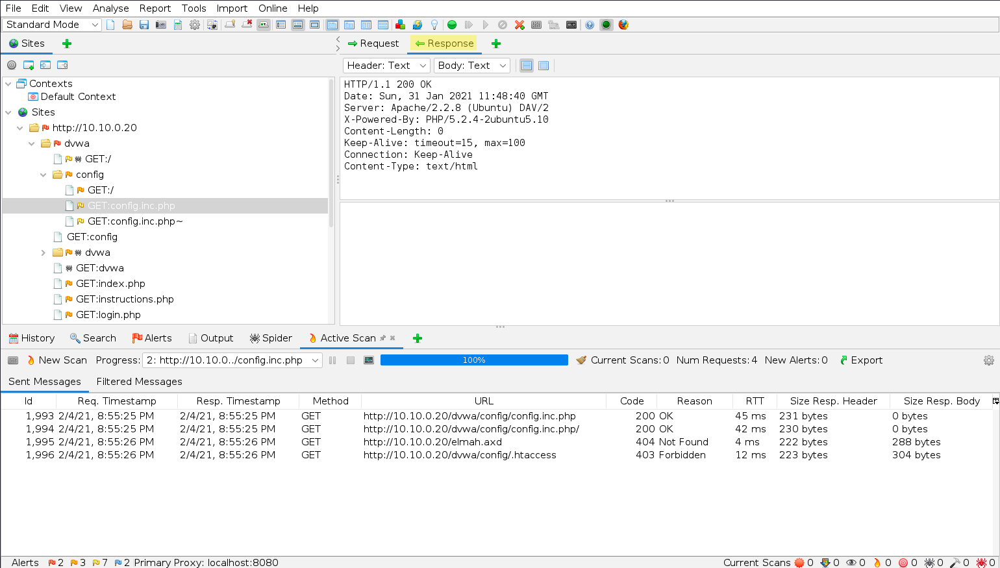 File Edit View Analyse Report Tools Import Online Help
Standard Mode
Sites
Request Response
Header: Text Body: Text
Contexts
Default Context
Sites
http://10.10.0.20
dvwa
GET:/
config
GET:/
GET:config.inc.php
GET:config.inc.php~
GET:config
dvwa
GET:dvwa
GET:index.php
GET:instructions.php
GET:login.php
HTTP/1.1 200 OK
Date: Sun, 31 Jan 2021 11:48:40 GMT
Server: Apache/2.2.8 (Ubuntu) DAV/2
X-Powered-By: PHP/5.2.4-2ubuntu5.10
Content-Length: 0
Keep-Alive: timeout=15, max=100
Connection: Keep-Alive
Content-Type: text/html
History Search Alerts Output Spider Active Scan
New Scan Progress: 2: http://10.10.0../config.inc.php 100% Current Scans: 0 Num Requests: 4 New Alerts: 0 Export
Sent Messages Filtered Messages
Id Req. Timestamp Resp. Timestamp Method URL Code Reason RTT Size Resp. Header Size Resp. Body
1,993 2/4/21, 8:55:25 PM 2/4/21, 8:55:25 PM GET http://10.10.0.20/dvwa/config/config.inc.php 200 OK 45 ms 231 bytes 0 bytes
1,994 2/4/21, 8:55:25 PM 2/4/21, 8:55:25 PM GET http://10.10.0.20/dvwa/config/config.inc.php/ 200 OK 42 ms 230 bytes 0 bytes
1,995 2/4/21, 8:55:26 PM 2/4/21, 8:55:26 PM GET http://10.10.0.20/elmah.axd 404 Not Found 4 ms 222 bytes 288 bytes
1,996 2/4/21, 8:55:26 PM 2/4/21, 8:55:26 PM GET http://10.10.0.20/dvwa/config/.htaccess 403 Forbidden 12 ms 223 bytes 304 bytes
Alerts 2 3 7 2 Primary Proxy: localhost:8080 Current Scans 0 0 0 0 0 0 0 0